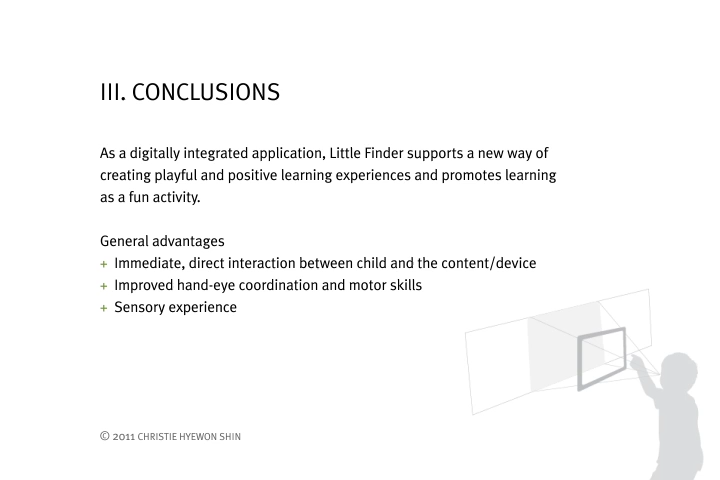 III. CONCLUSIONS
As a digitally integrated application, Little Finder supports a new way of
creating playful and positive learning experiences and promotes learning
as a fun activity.
General advantages
+ Immediate, direct interaction between child and the content/device
+ Improved hand-eye coordination and motor skills
+ Sensory experience
© 2011 CHRISTIE HYEWON SHIN